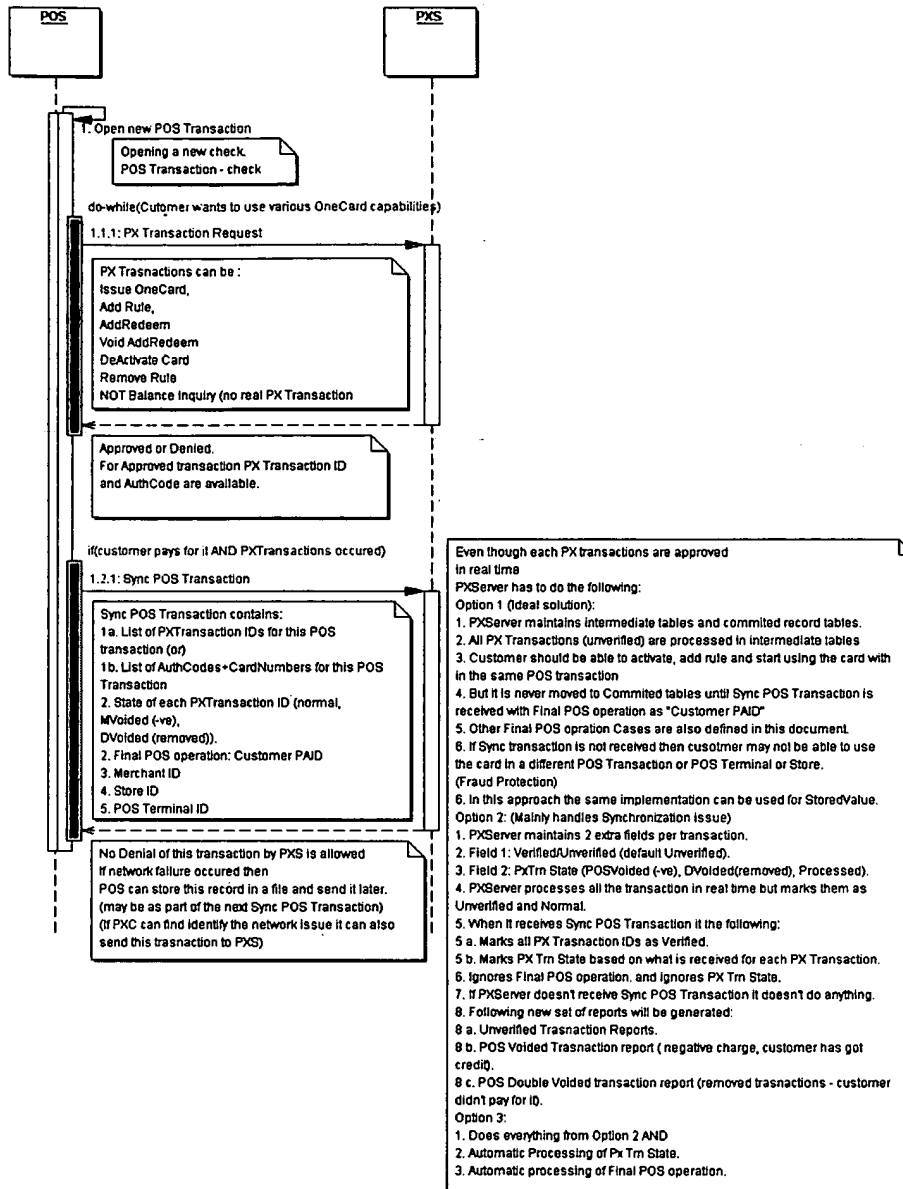 POS
PXS
1. Open new POS Transaction
Opening a new check.
POS Transaction - check
do-while(Cutomer wants to use various OneCard capabilities)
1.1.1: PX Transaction Request
PX Trasnactions can be :
Issue OneCard,
Add Rule,
AddRedeem
Void AddRedeem
DeActivate Card
Remove Rule
NOT Balance Inquiry (no real PX Transaction
Approved or Denied.
For Approved transaction PX Transaction ID
and AuthCode are available.
if(customer pays for it AND PXTransactions occured)
1.2.1: Sync POS Transaction
Sync POS Transaction contains:
1a. List of PXTransaction IDs for this POS
transaction (or)
1b. List of AuthCodes+CardNumbers for this POS
Transaction
2. State of each PXTransaction ID (normal,
MVoided (-ve),
DVoided (removed)).
2. Final POS operation: Customer PAID
3. Merchant ID
4. Store ID
5. POS Terminal ID
No Denial of this transaction by PXS is allowed
If network failure occured then
POS can store this record in a file and send it later.
(may be as part of the next Sync POS Transaction)
(If PXC can find identify the network issue it can also
send this trasnaction to PXS)
Even though each PX transactions are approved
in real time
PXServer has to do the following:
Option 1 (Ideal solution):
1. PXServer maintains intermediate tables and commited record tables.
2. All PX Transactions (unverified) are processed in intermediate tables
3. Customer should be able to activate, add rule and start using the card with
in the same POS transaction
4. But it is never moved to Commited tables until Sync POS Transaction is
received with Final POS operation as "Customer PAID"
5. Other Final POS opration Cases are also defined in this document.
6. If Sync transaction is not received then cusotmer may not be able to use
the card in a different POS Transaction or POS Terminal or Store.
(Fraud Protection)
6. In this approach the same implementation can be used for StoredValue.
Option 2: (Mainly handles Synchronization issue)
1. PXServer maintains 2 extra fields per transaction.
2. Field 1: Verified/Unverified (default Unverified).
3. Field 2: PxTrn State (POSVoided (-ve), DVoided(removed), Processed).
4. PXServer processes all the transaction in real time but marks them as
Unverified and Normal.
5. When it receives Sync POS Transaction it the following:
5 a. Marks all PX Trasnaction IDs as Verified.
5 b. Marks PX Trn State based on what is received for each PX Transaction.
6. Ignores Final POS operation. and ignores PX Trn State.
7. If PXServer doesn't receive Sync POS Transaction it doesn't do anything.
8. Following new set of reports will be generated:
8 a. Unverified Trasnaction Reports.
8 b. POS Voided Trasnaction report ( negative charge, customer has got
credit).
8 c. POS Double Voided transaction report (removed trasnactions - customer
didn't pay for it).
Option 3:
1. Does everything from Option 2 AND
2. Automatic Processing of Px Trn State.
3. Automatic processing of Final POS operation.